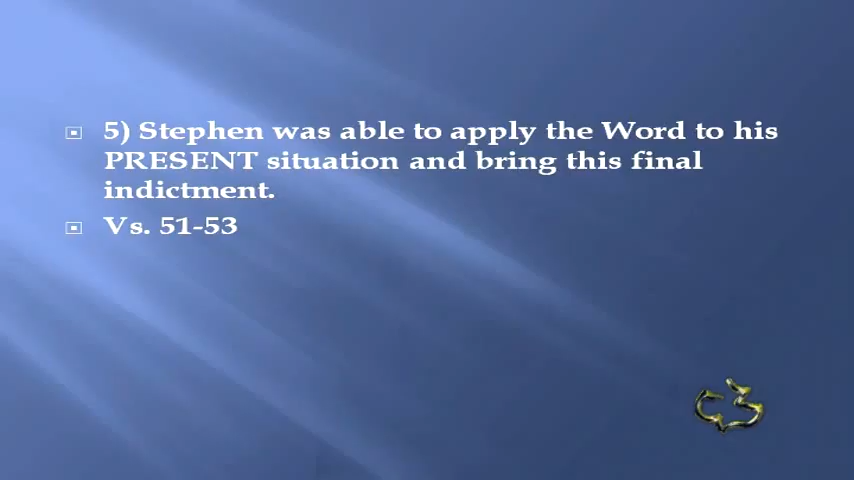 5) Stephen was able to apply the Word to his
PRESENT situation and bring this final
indictment.
Vs. 51-53
C3